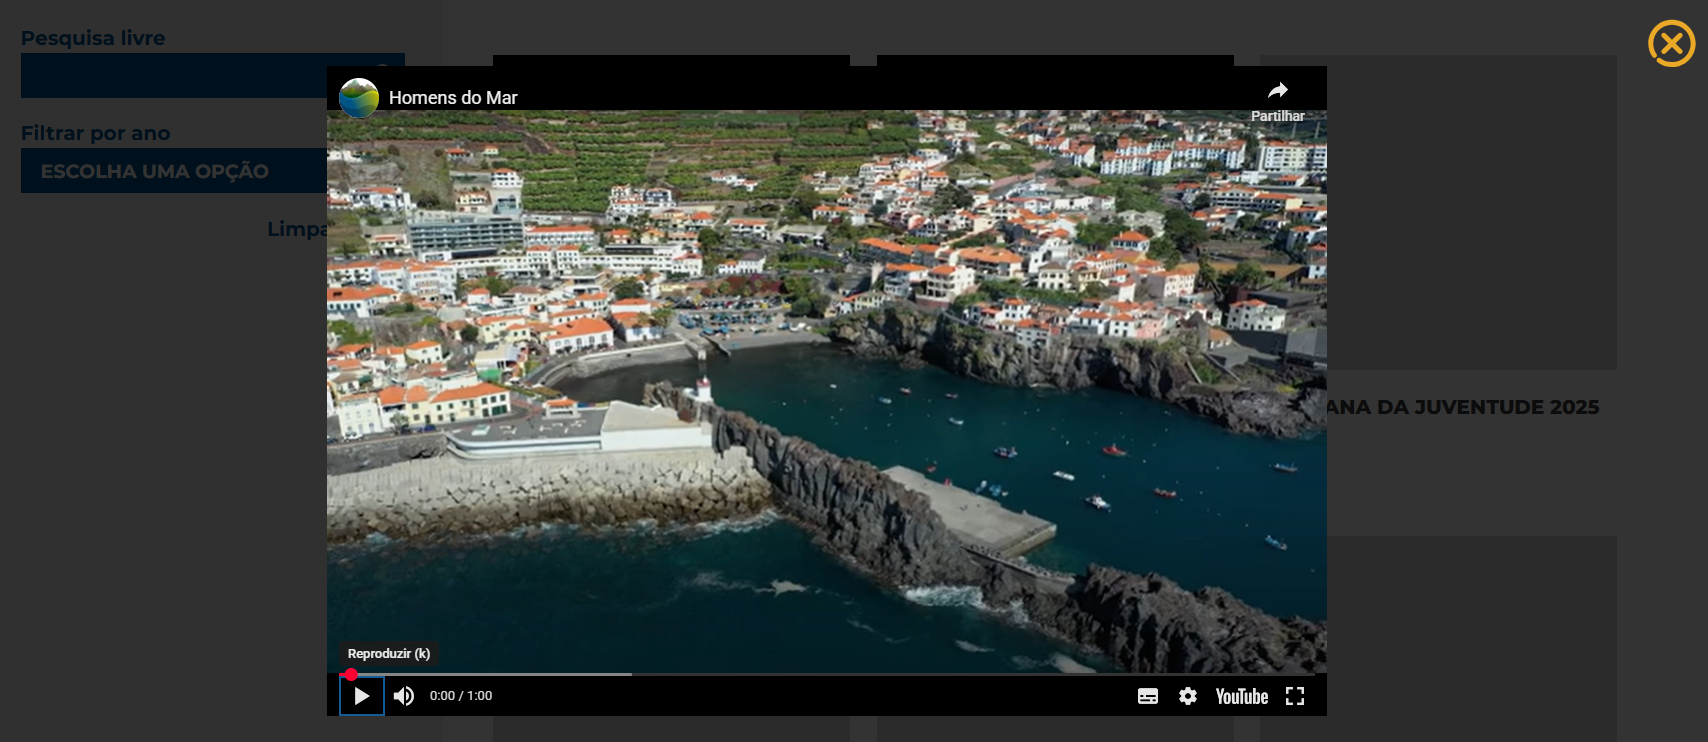 Pesquisa livre
Filtrar por ano
ESCOLHA UMA OPÇÃO
Limpa
Homens do Mar
Partilhar
ANA DA JUVENTUDE 2025
Reproduzir (k)
0:00 / 1:00
YouTube